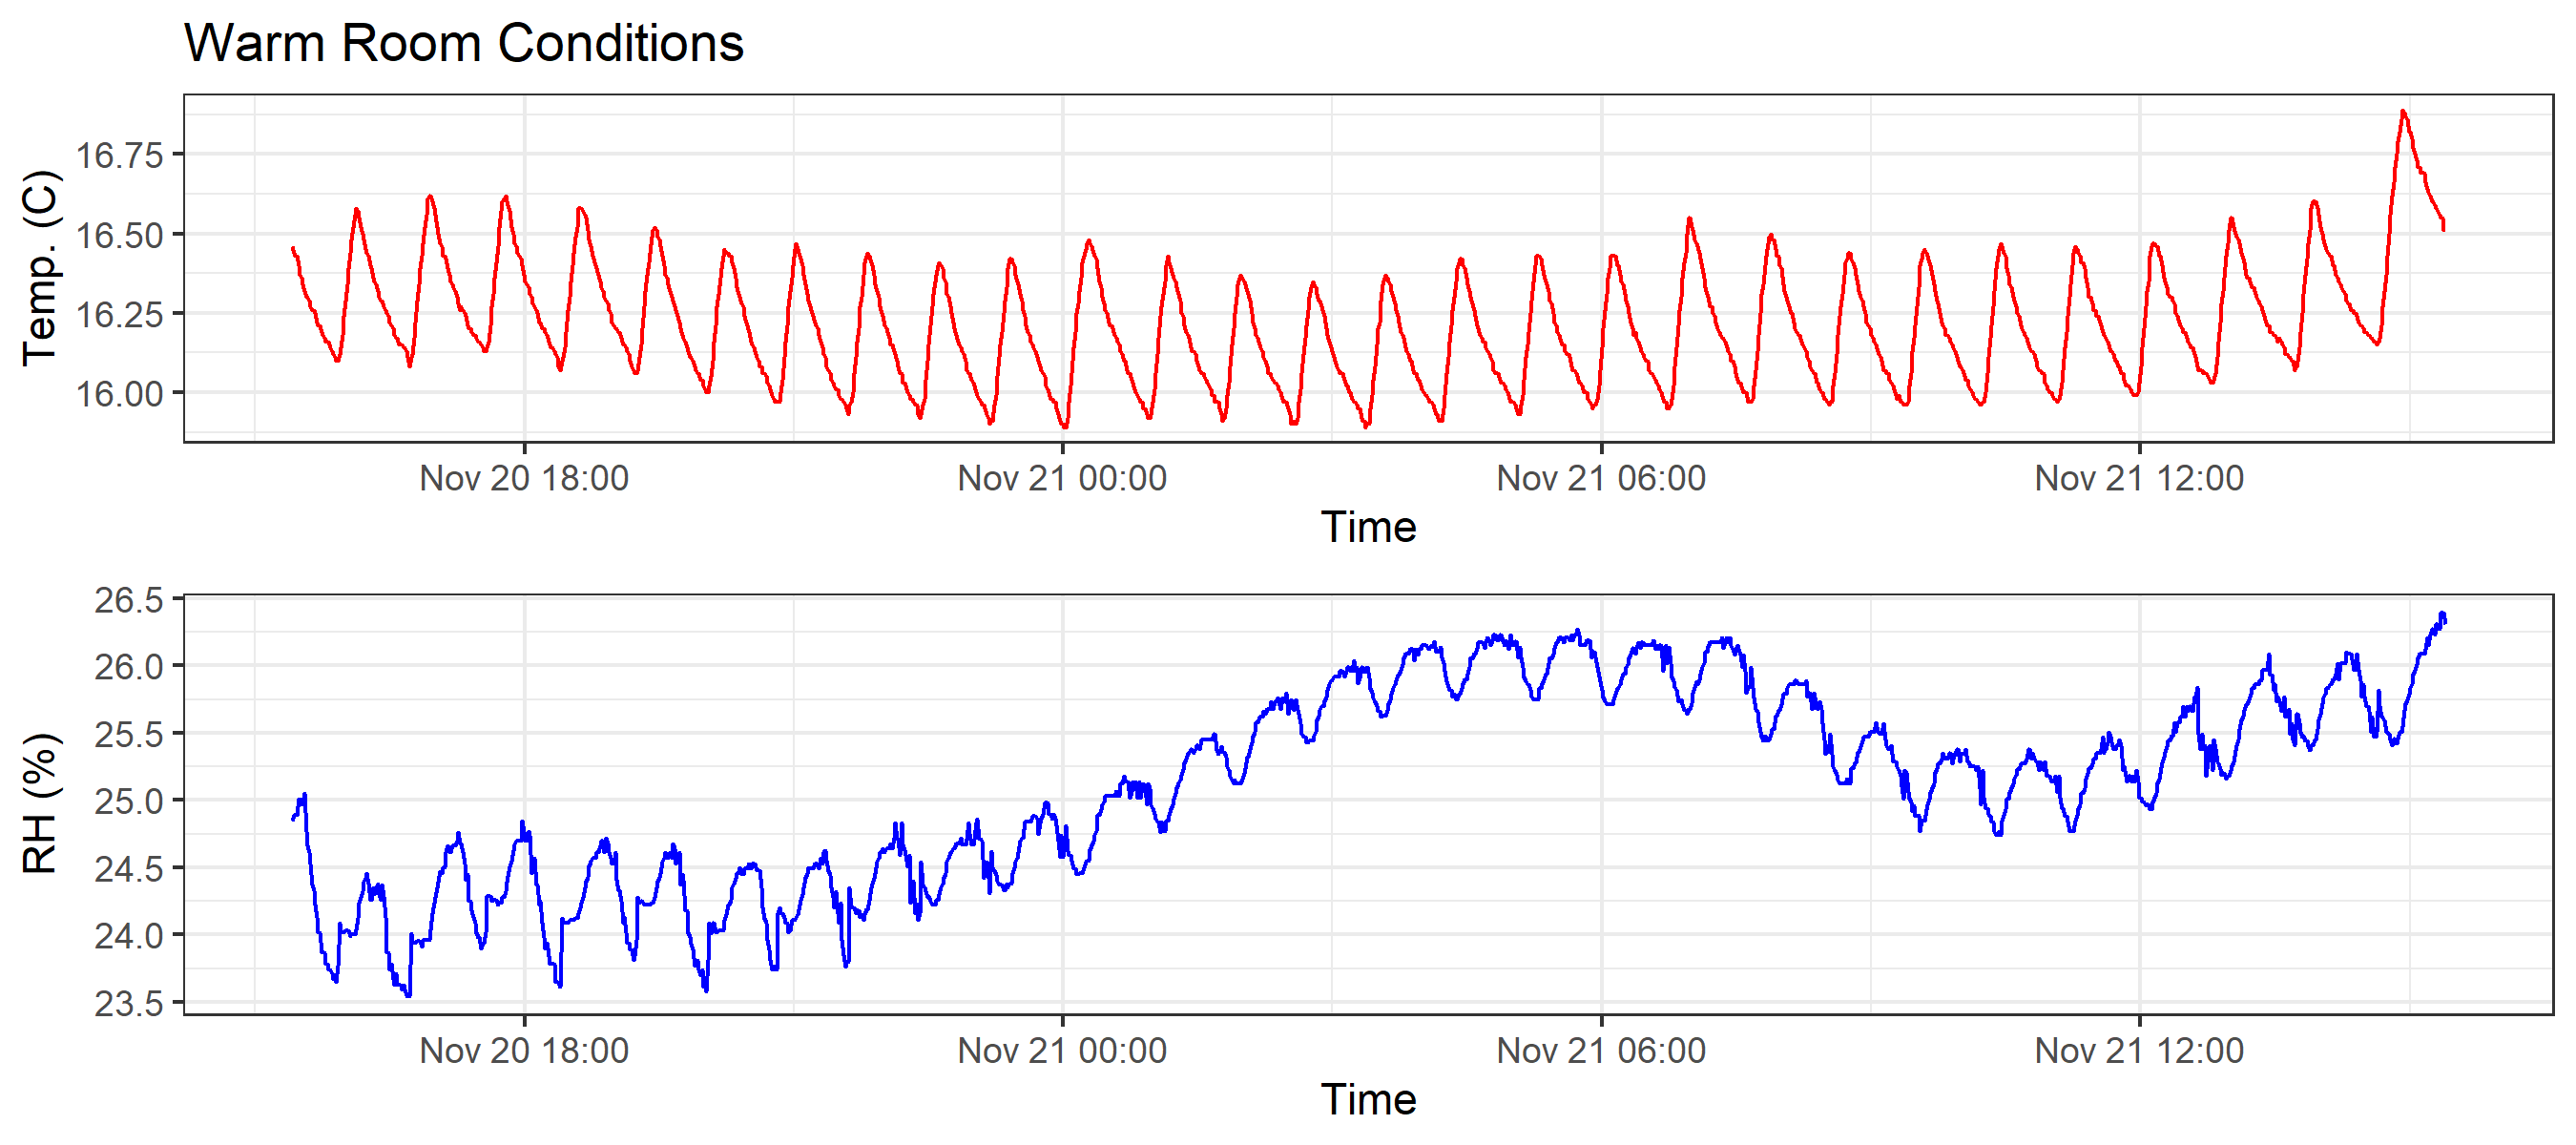 Warm Room Conditions
Temp. (C)
16.75
16.50
16.25
16.00
Nov 20 18:00 Nov 21 00:00 Nov 21 06:00 Nov 21 12:00
Time
RH (%)
26.5
26.0
25.5
25.0
24.5
24.0
23.5
Nov 20 18:00 Nov 21 00:00 Nov 21 06:00 Nov 21 12:00
Time